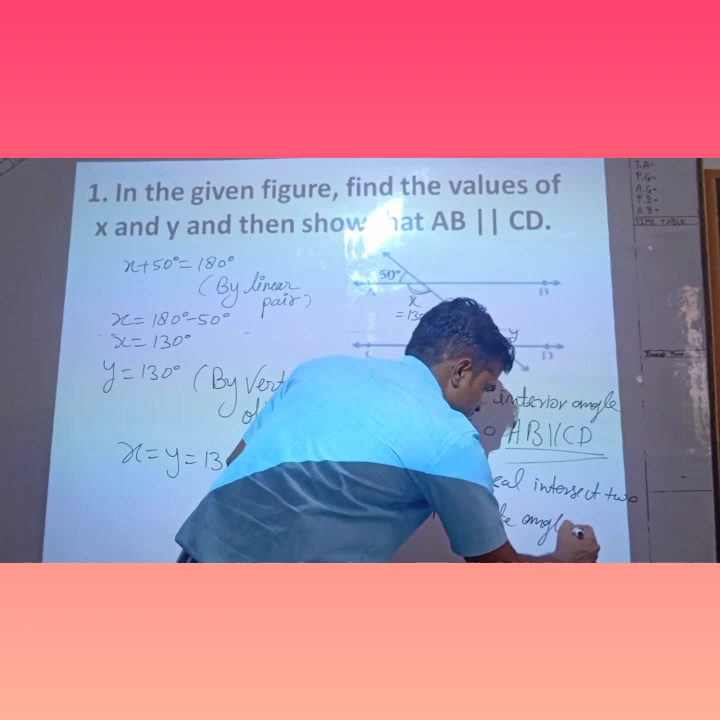 1. In the given figure, find the values of
x and y and then show hat AB || CD.
x+50°=180°
(By linear
pair)
x=180°-50°
x=130°
y=130° (By Vert
x=y=13
50°
B
x
=13
y
C
D
interior angle
AB||CD
intersect two
angl
T.A-
P.G-
A.G-
P.B-
A.B-
TIME TABLE